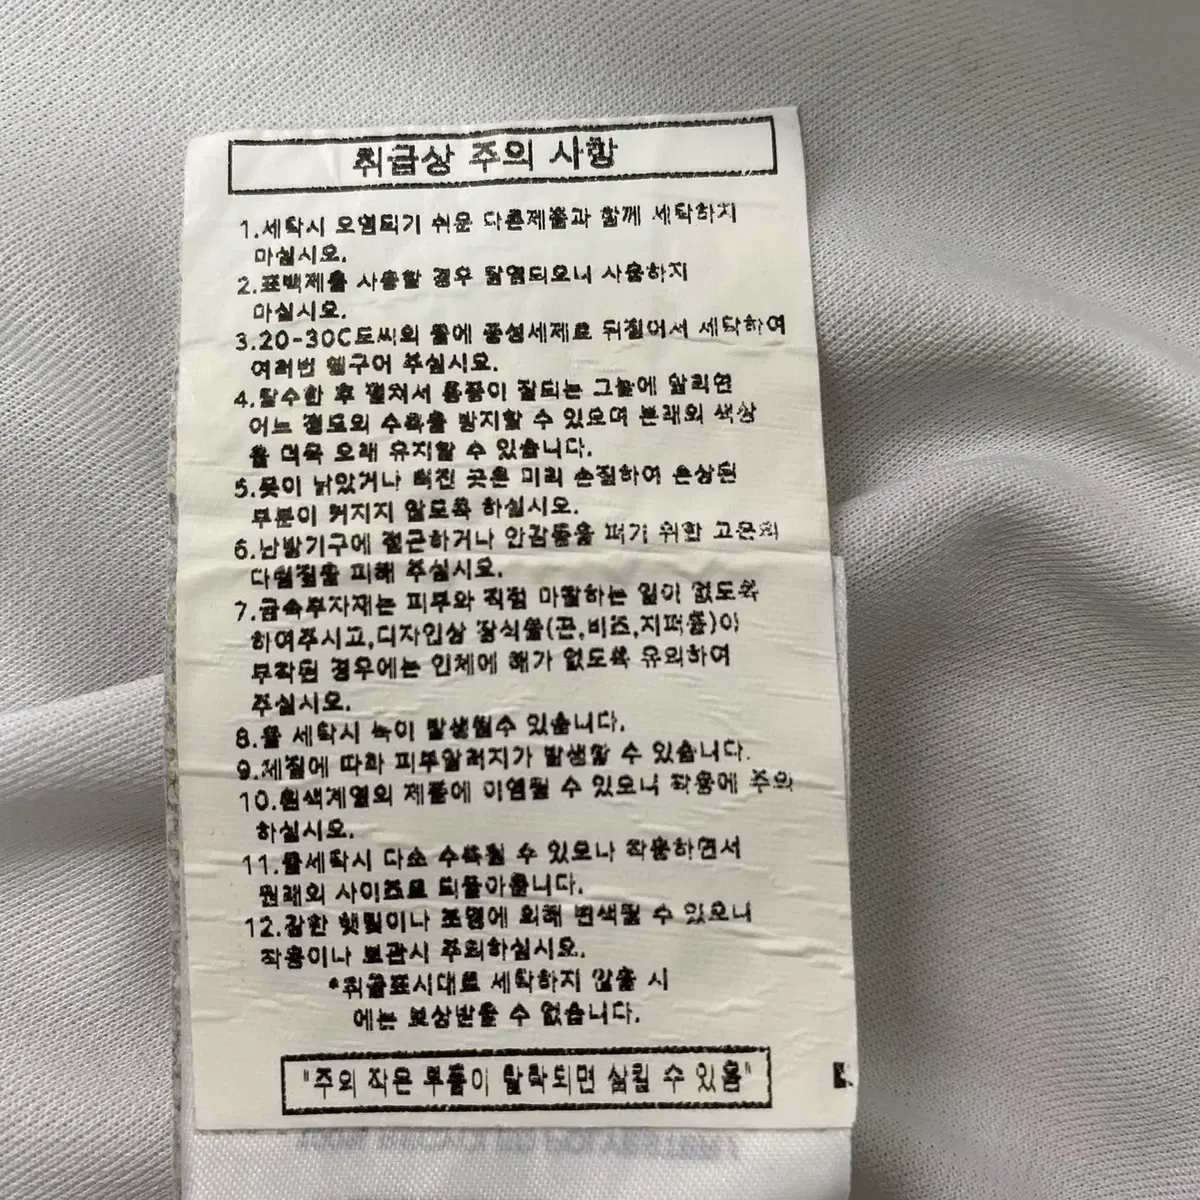 취급상 주의 사항
1.세탁시 오염되기 쉬운 다른제품과 함께 세탁하지
마십시오.
2.표백제를 사용할 경우 탈염되오니 사용하지
마십시오.
3.20-30C도씨의 물에 중성세제로 뒤집어서 세탁하여
여러번 헹구어 주십시오.
4.탈수한 후 펼쳐서 통풍이 잘되는 그늘에 말리면
어느 정도의 수축을 방지할 수 있으며 본래의 색상
을 더욱 오래 유지할 수 있습니다.
5.옷이 낡았거나 터진 곳은 미리 손질하여 손상된
부분이 커지지 않도록 하십시오.
6.난방기구에 접근하거나 안감등을 펴기 위한 고온의
다림질을 피해 주십시오.
7.금속부자재는 피부와 직접 마찰하는 일이 없도록
하여주시고,디자인상 장식물(끈,비즈,지퍼등)이
부착된 경우에는 인체에 해가 없도록 유의하여
주십시오.
8.물 세탁시 녹이 발생될수 있습니다.
9.제질에 따라 피부알러지가 발생할 수 있습니다.
10.흰색계열의 제품에 이염될 수 있으니 착용에 주의
하십시오.
11.물세탁시 다소 수축될 수 있으나 착용하면서
원래의 사이즈로 되돌아옵니다.
12.강한 햇빛이나 조명에 의해 변색될 수 있으니
착용이나 보관시 주의하십시오.
*취급표시대로 세탁하지 않을 시
에는 보상받을 수 없습니다.
"주의 작은 부품이 탈락되면 삼킬 수 있음"